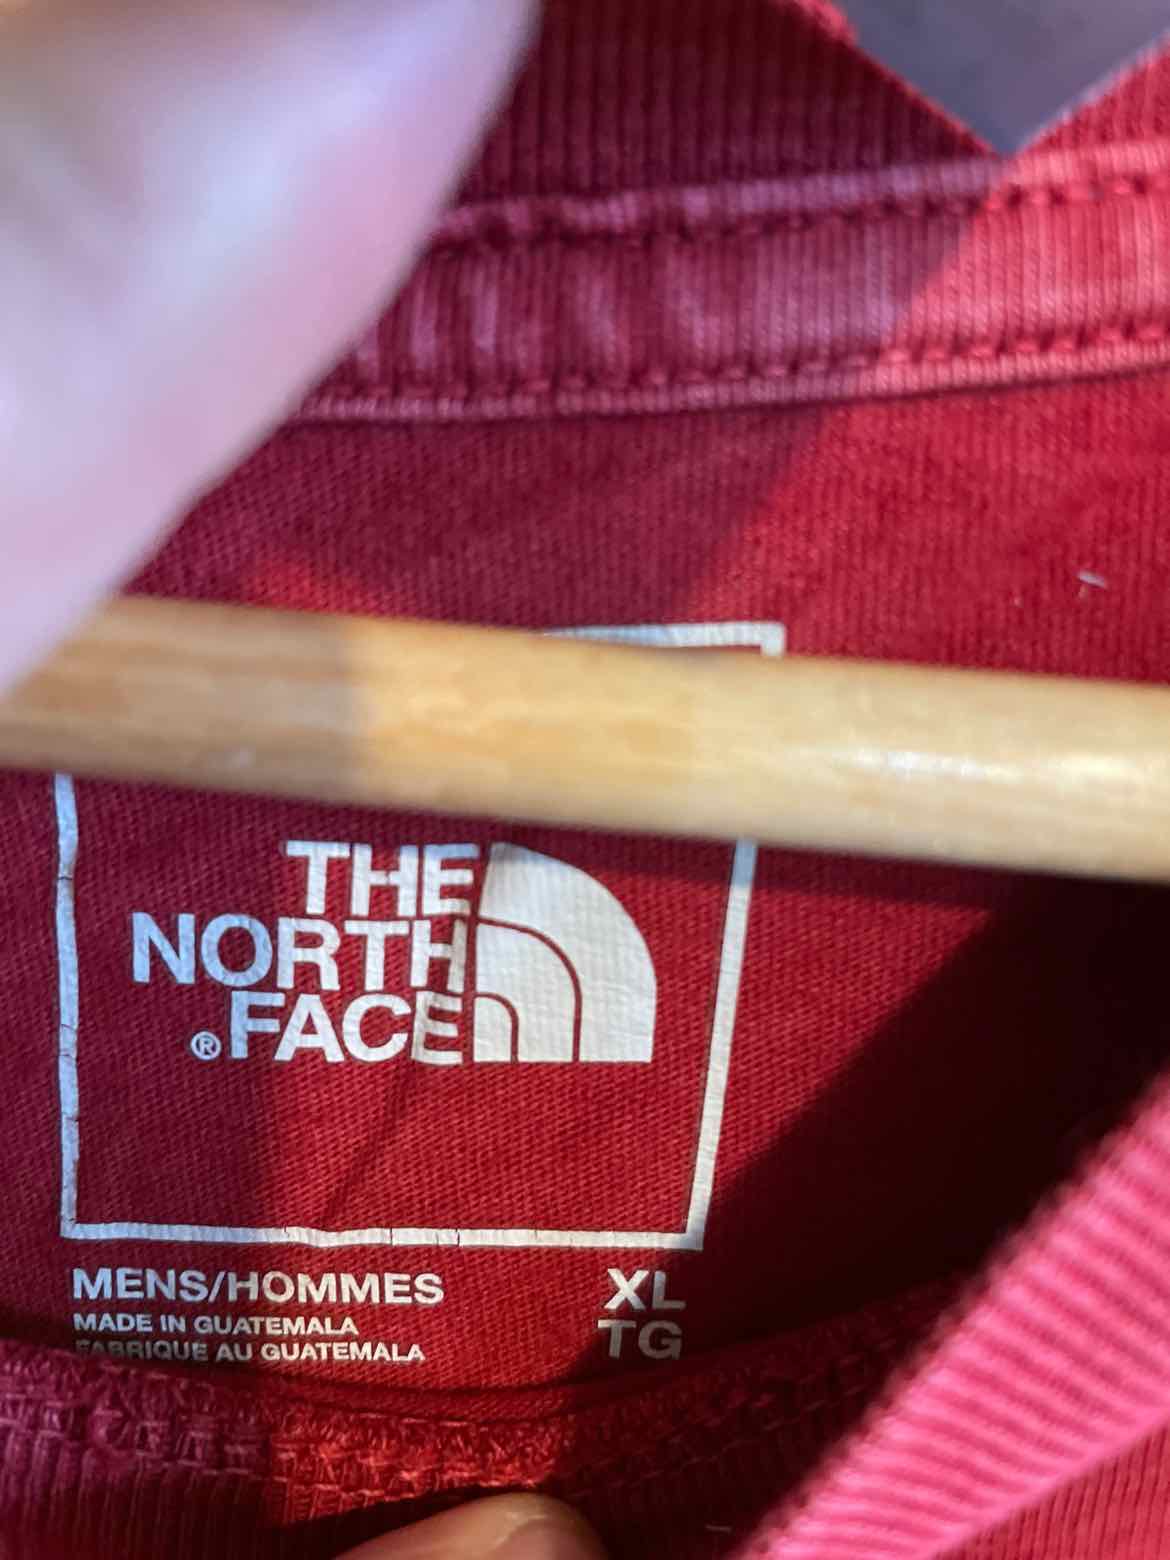 THE
NORTH
®FACE
MENS/HOMMES XL
MADE IN GUATEMALA TG
FABRIQUE AU GUATEMALA